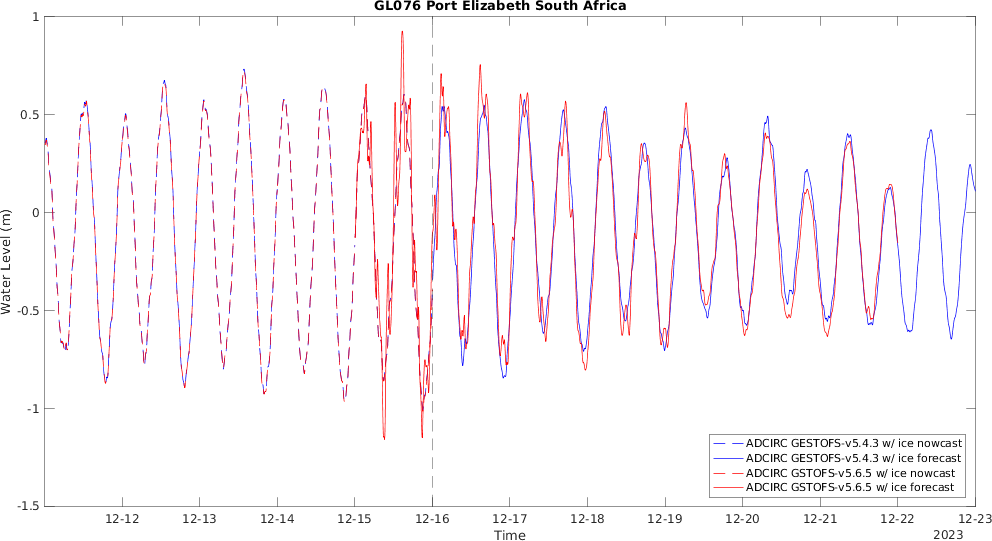 GL076 Port Elizabeth South Africa
1
0.5
0
-0.5
-1
-1.5
Water Level (m)
12-12
12-13
12-14
12-15
12-16
12-17
12-18
12-19
12-20
12-21
12-22
12-23
Time
2023
ADCIRC GESTOFS-v5.4.3 w/ ice nowcast
ADCIRC GESTOFS-v5.4.3 w/ ice forecast
ADCIRC GSTOFS-v5.6.5 w/ ice nowcast
ADCIRC GSTOFS-v5.6.5 w/ ice forecast